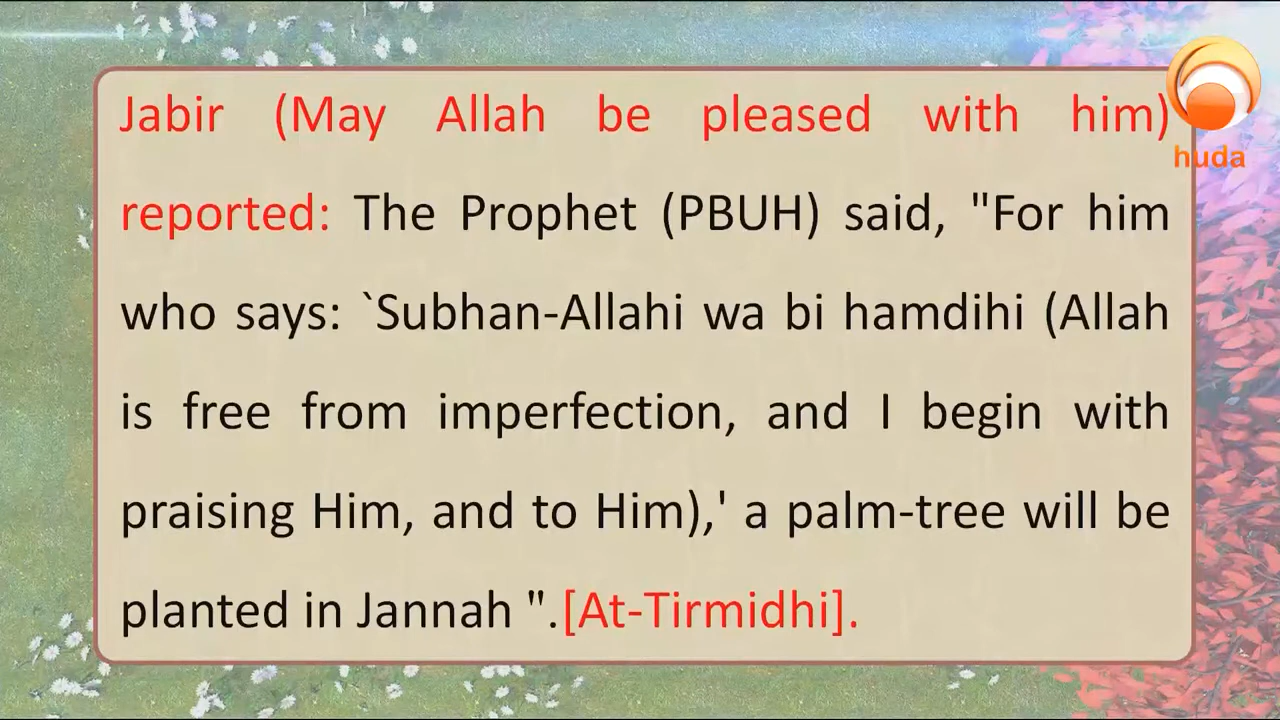 Jabir (May Allah be pleased with him)
reported: The Prophet (PBUH) said, "For him
who says: `Subhan-Allahi wa bi hamdihi (Allah
is free from imperfection, and I begin with
praising Him, and to Him),' a palm-tree will be
planted in Jannah ".[At-Tirmidhi].
huda